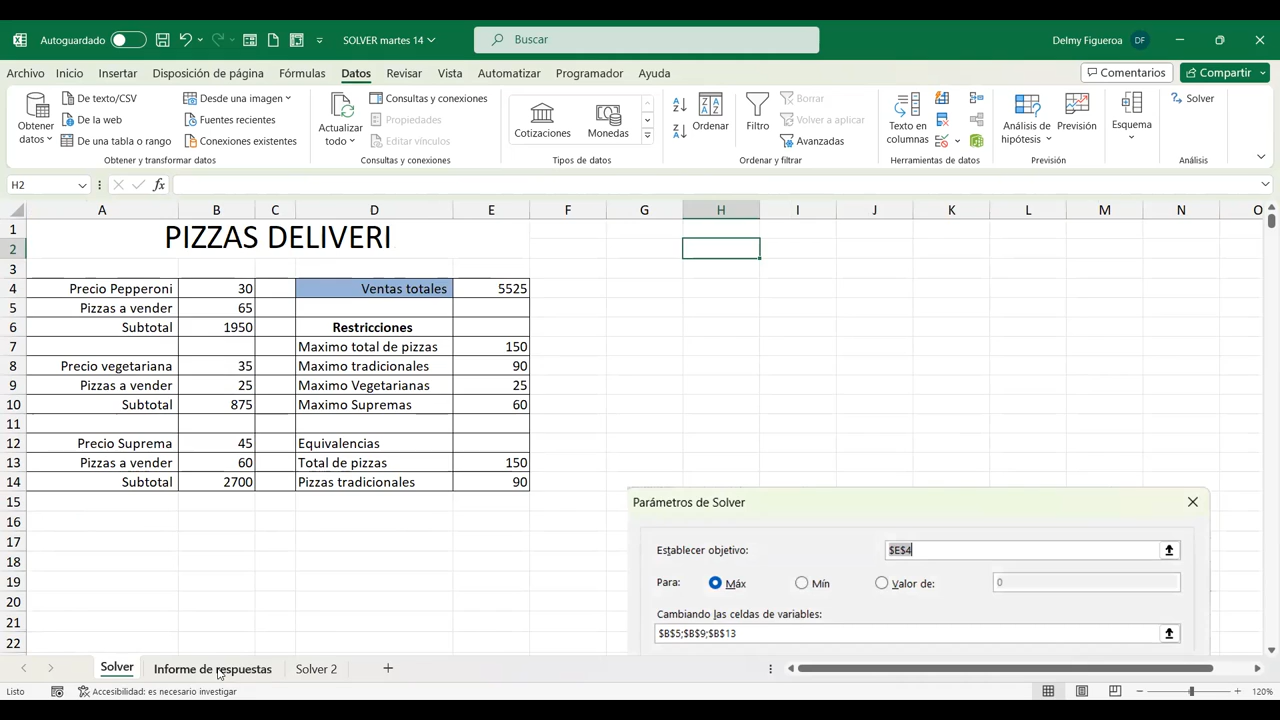 Autoguardado
SOLVER martes 14
Buscar
Delmy Figueroa
DF
Archivo Inicio Insertar Disposición de página Fórmulas Datos Revisar Vista Automatizar Programador Ayuda
Comentarios
Compartir
Obtener datos
De texto/CSV
De la web
De una tabla o rango
Desde una imagen
Fuentes recientes
Conexiones existentes
Obtener y transformar datos
Actualizar todo
Consultas y conexiones
Propiedades
Editar vínculos
Consultas y conexiones
Cotizaciones
Monedas
Tipos de datos
Ordenar
Filtro
Borrar
Volver a aplicar
Avanzadas
Ordenar y filtrar
Texto en columnas
Herramientas de datos
Análisis de hipótesis
Previsión
Previsión
Esquema
Solver
Análisis
H2
fx
A B C D E F G H I J K L M N O
1 PIZZAS DELIVERI
2
3
4 Precio Pepperoni 30 Ventas totales 5525
5 Pizzas a vender 65
6 Subtotal 1950 Restricciones
7 Maximo total de pizzas 150
8 Precio vegetariana 35 Maximo tradicionales 90
9 Pizzas a vender 25 Maximo Vegetarianas 25
10 Subtotal 875 Maximo Supremas 60
11
12 Precio Suprema 45 Equivalencias
13 Pizzas a vender 60 Total de pizzas 150
14 Subtotal 2700 Pizzas tradicionales 90
15
16
17
18
19
20
21
22
Parámetros de Solver
Establecer objetivo: $E$4
Para: Máx Mín Valor de: 0
Cambiando las celdas de variables:
$B$5;$B$9;$B$13
Solver Informe de respuestas Solver 2
Listo
Accesibilidad: es necesario investigar
120%